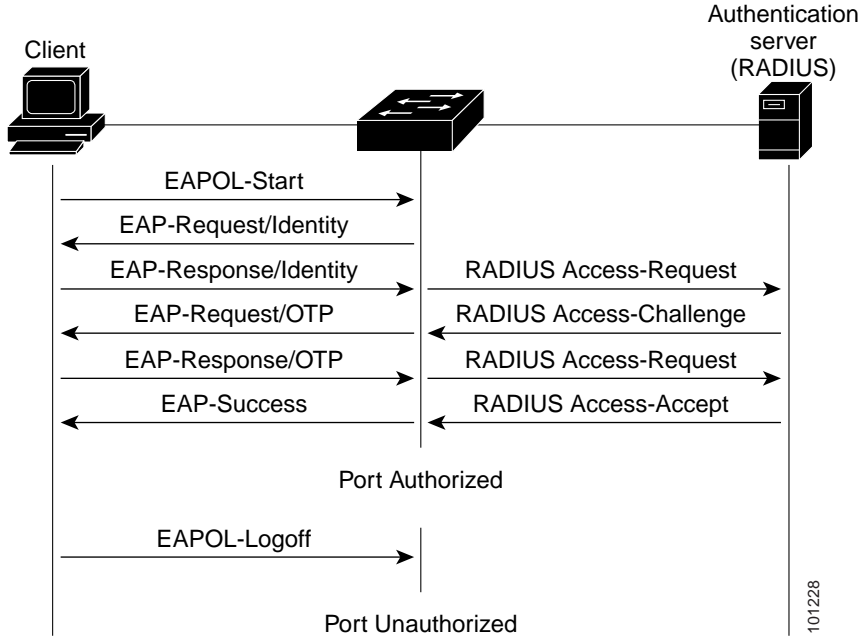 Client
Authentication
server
(RADIUS)
EAPOL-Start
EAP-Request/Identity
EAP-Response/Identity
RADIUS Access-Request
EAP-Request/OTP
RADIUS Access-Challenge
EAP-Response/OTP
RADIUS Access-Request
EAP-Success
RADIUS Access-Accept
Port Authorized
EAPOL-Logoff
Port Unauthorized
101228